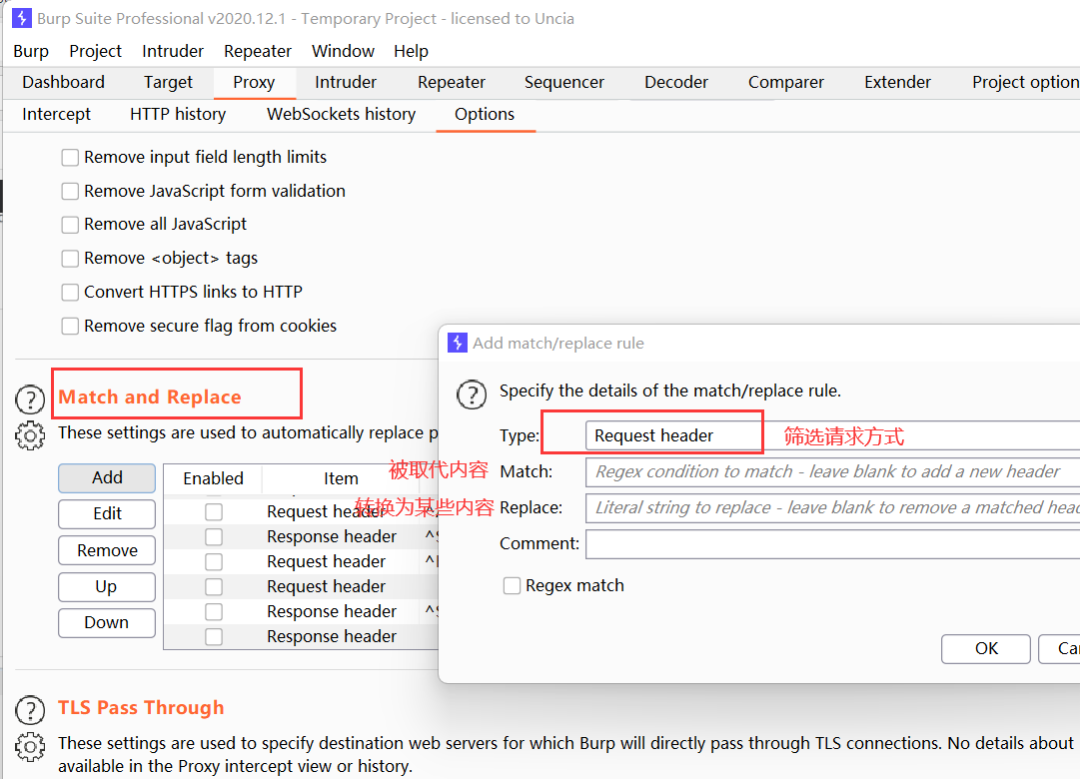 Burp Suite Professional v2020.12.1 - Temporary Project - licensed to Uncia
Burp Project Intruder Repeater Window Help
Dashboard Target Proxy Intruder Repeater Sequencer Decoder Comparer Extender Project option
Intercept HTTP history WebSockets history Options
Remove input field length limits
Remove JavaScript form validation
Remove all JavaScript
Remove <object> tags
Convert HTTPS links to HTTP
Remove secure flag from cookies
Match and Replace
These settings are used to automatically replace p
Add
Edit
Remove
Up
Down
Enabled Item
Request header
Response header ^
Request header ^
Request header
Response header ^
Response header
Add match/replace rule
Specify the details of the match/replace rule.
Type: Request header 筛选请求方式
被取代内容 Match: Regex condition to match - leave blank to add a new header
转换为某些内容 Replace: Literal string to replace - leave blank to remove a matched head
Comment:
Regex match
OK Ca
TLS Pass Through
These settings are used to specify destination web servers for which Burp will directly pass through TLS connections. No details about
available in the Proxy intercept view or history.